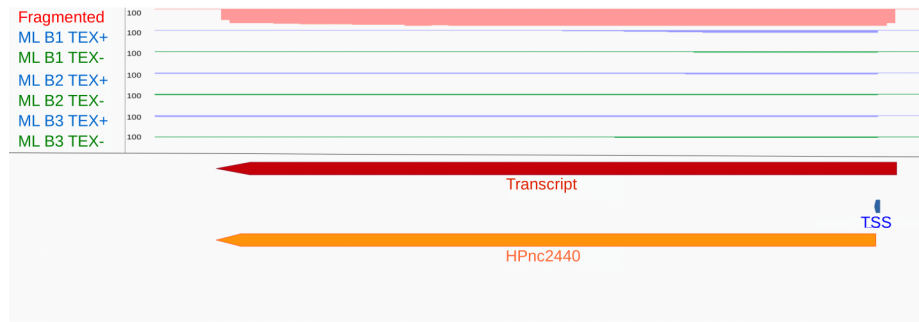 Fragmented 100
ML B1 TEX+ 100
ML B1 TEX- 100
ML B2 TEX+ 100
ML B2 TEX- 100
ML B3 TEX+ 100
ML B3 TEX- 100
Transcript
TSS
HPnc2440